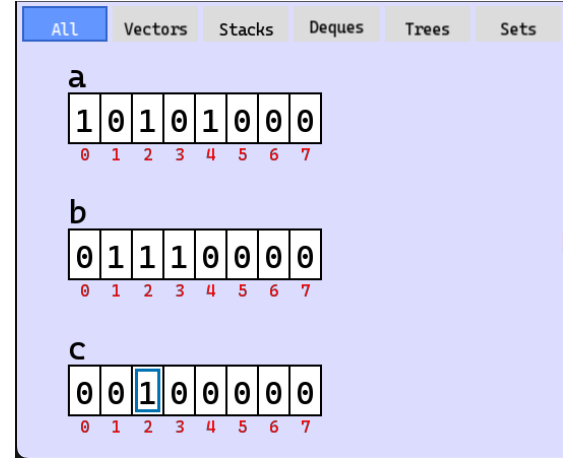 All Vectors Stacks Deques Trees Sets
a
1 0 1 0 1 0 0 0
0 1 2 3 4 5 6 7
b
0 1 1 1 0 0 0 0
0 1 2 3 4 5 6 7
c
0 0 1 0 0 0 0 0
0 1 2 3 4 5 6 7